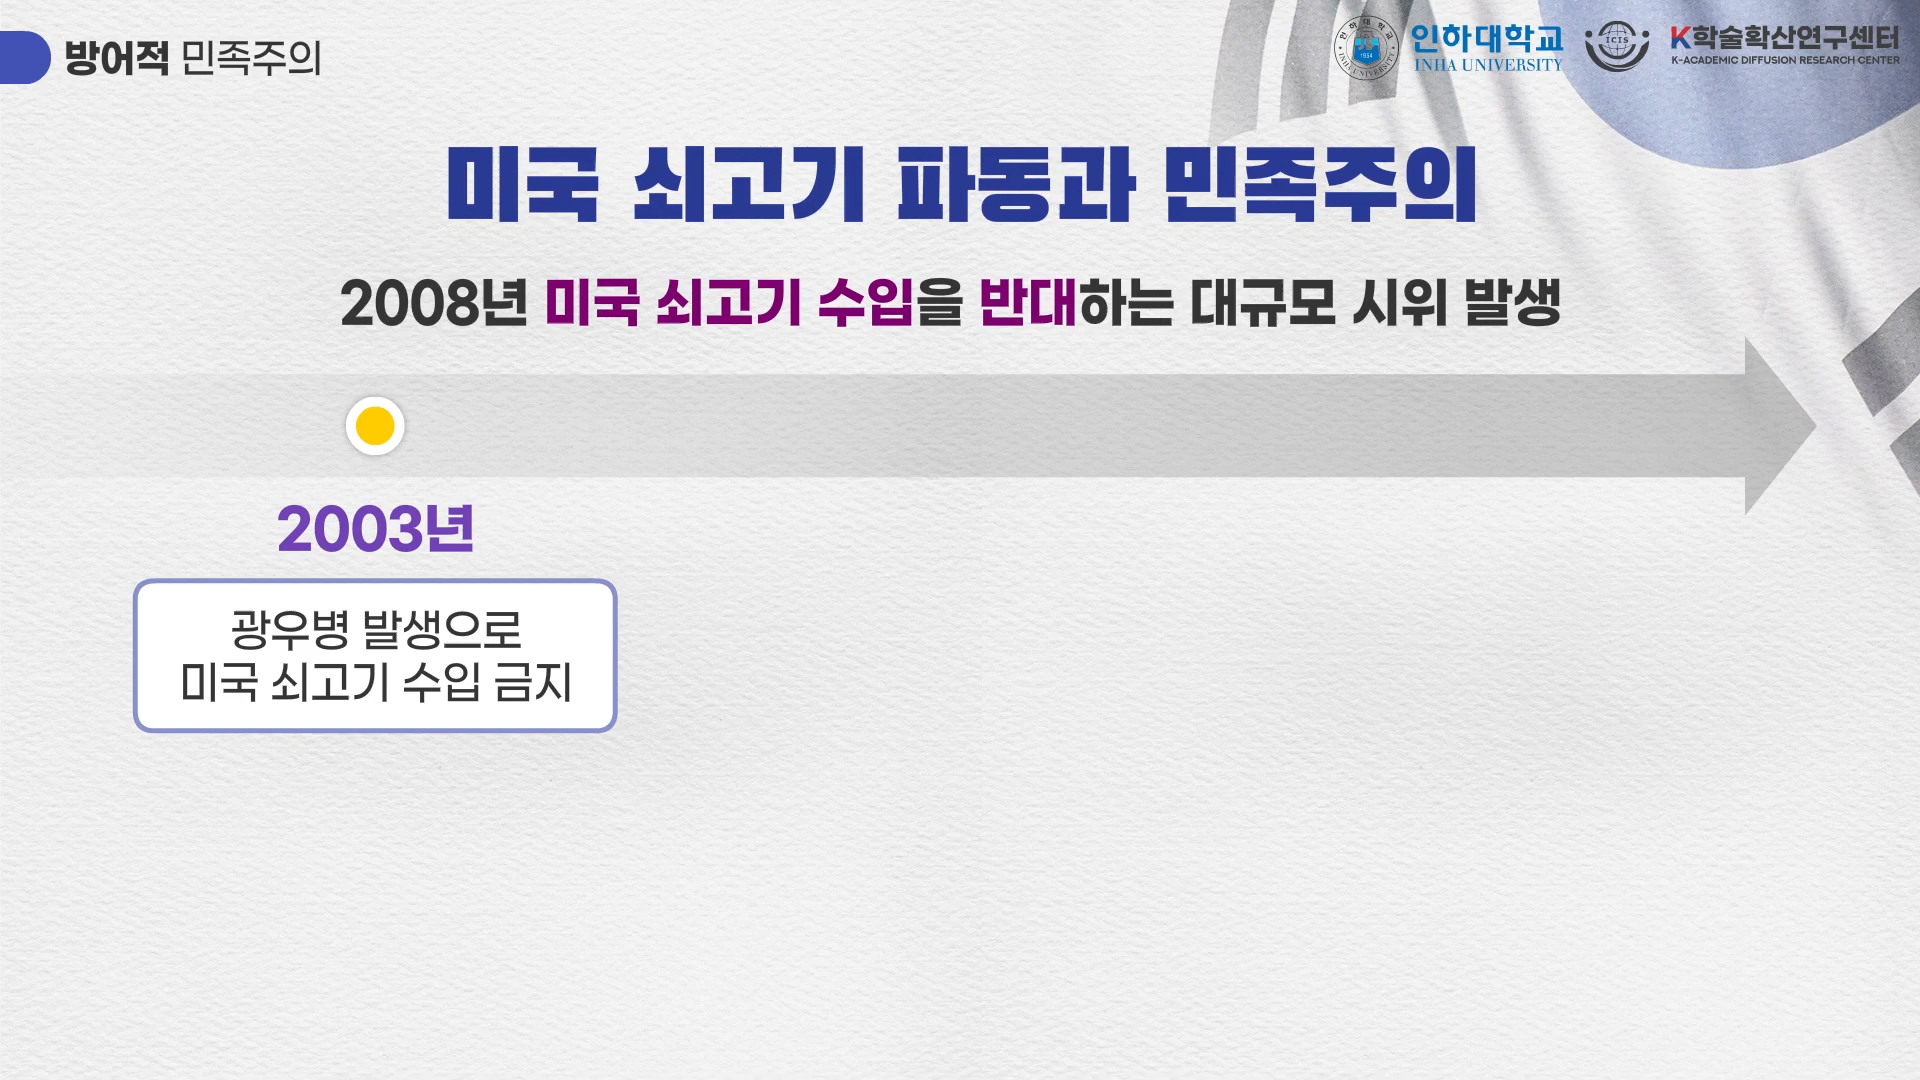 방어적 민족주의
인하대학교
INHA UNIVERSITY
1954
ICIS
K학술확산연구센터
K-ACADEMIC DIFFUSION RESEARCH CENTER
미국 쇠고기 파동과 민족주의
2008년 미국 쇠고기 수입을 반대하는 대규모 시위 발생
2003년
광우병 발생으로
미국 쇠고기 수입 금지